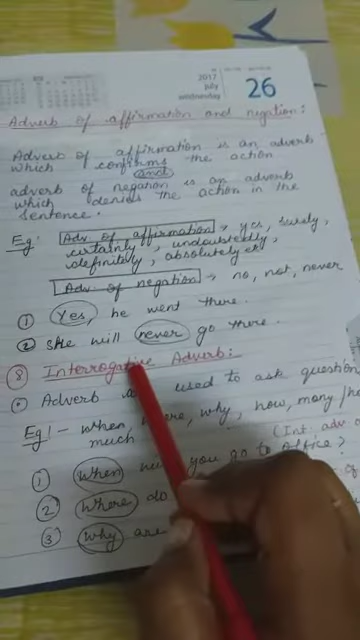 2017
July
Wednesday
26
Adverb of affirmation and negation:
Adverb of affirmation is an adverb
which confirms the action
and
adverb of negation is an adverb
which denies the action in the
sentence.
Eg: Adv. of affirmation → yes, surely,
certainly, undoubtedly,
definitely, absolutely etc
Adv. of negation → no, not, never
① Yes, he went there.
② She will never go there.
⑧ Interrogative Adverb:
Adverb used to ask question
Eg:- When, where, why, how, many/
much
(Int. adv
① When will you go to office?
② Where do
③ Why are